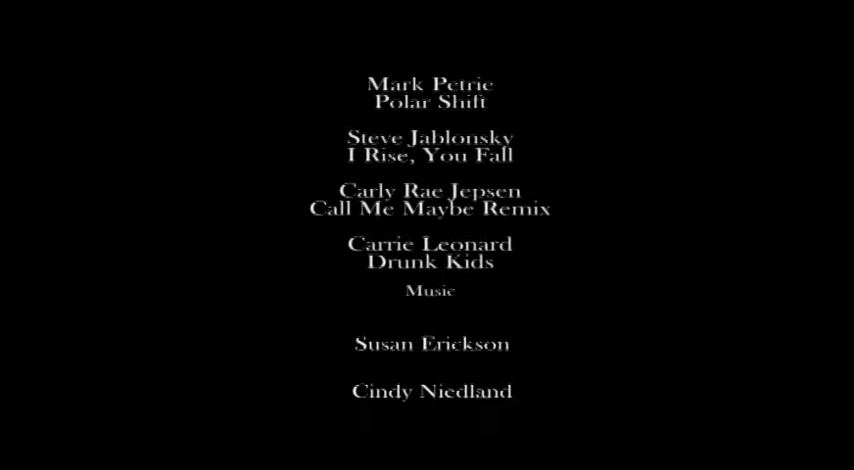 Mark Petrie
Polar Shift
Steve Jablonsky
I Rise, You Fall
Carly Rae Jepsen
Call Me Maybe Remix
Carrie Leonard
Drunk Kids
Music
Susan Erickson
Cindy Niedland